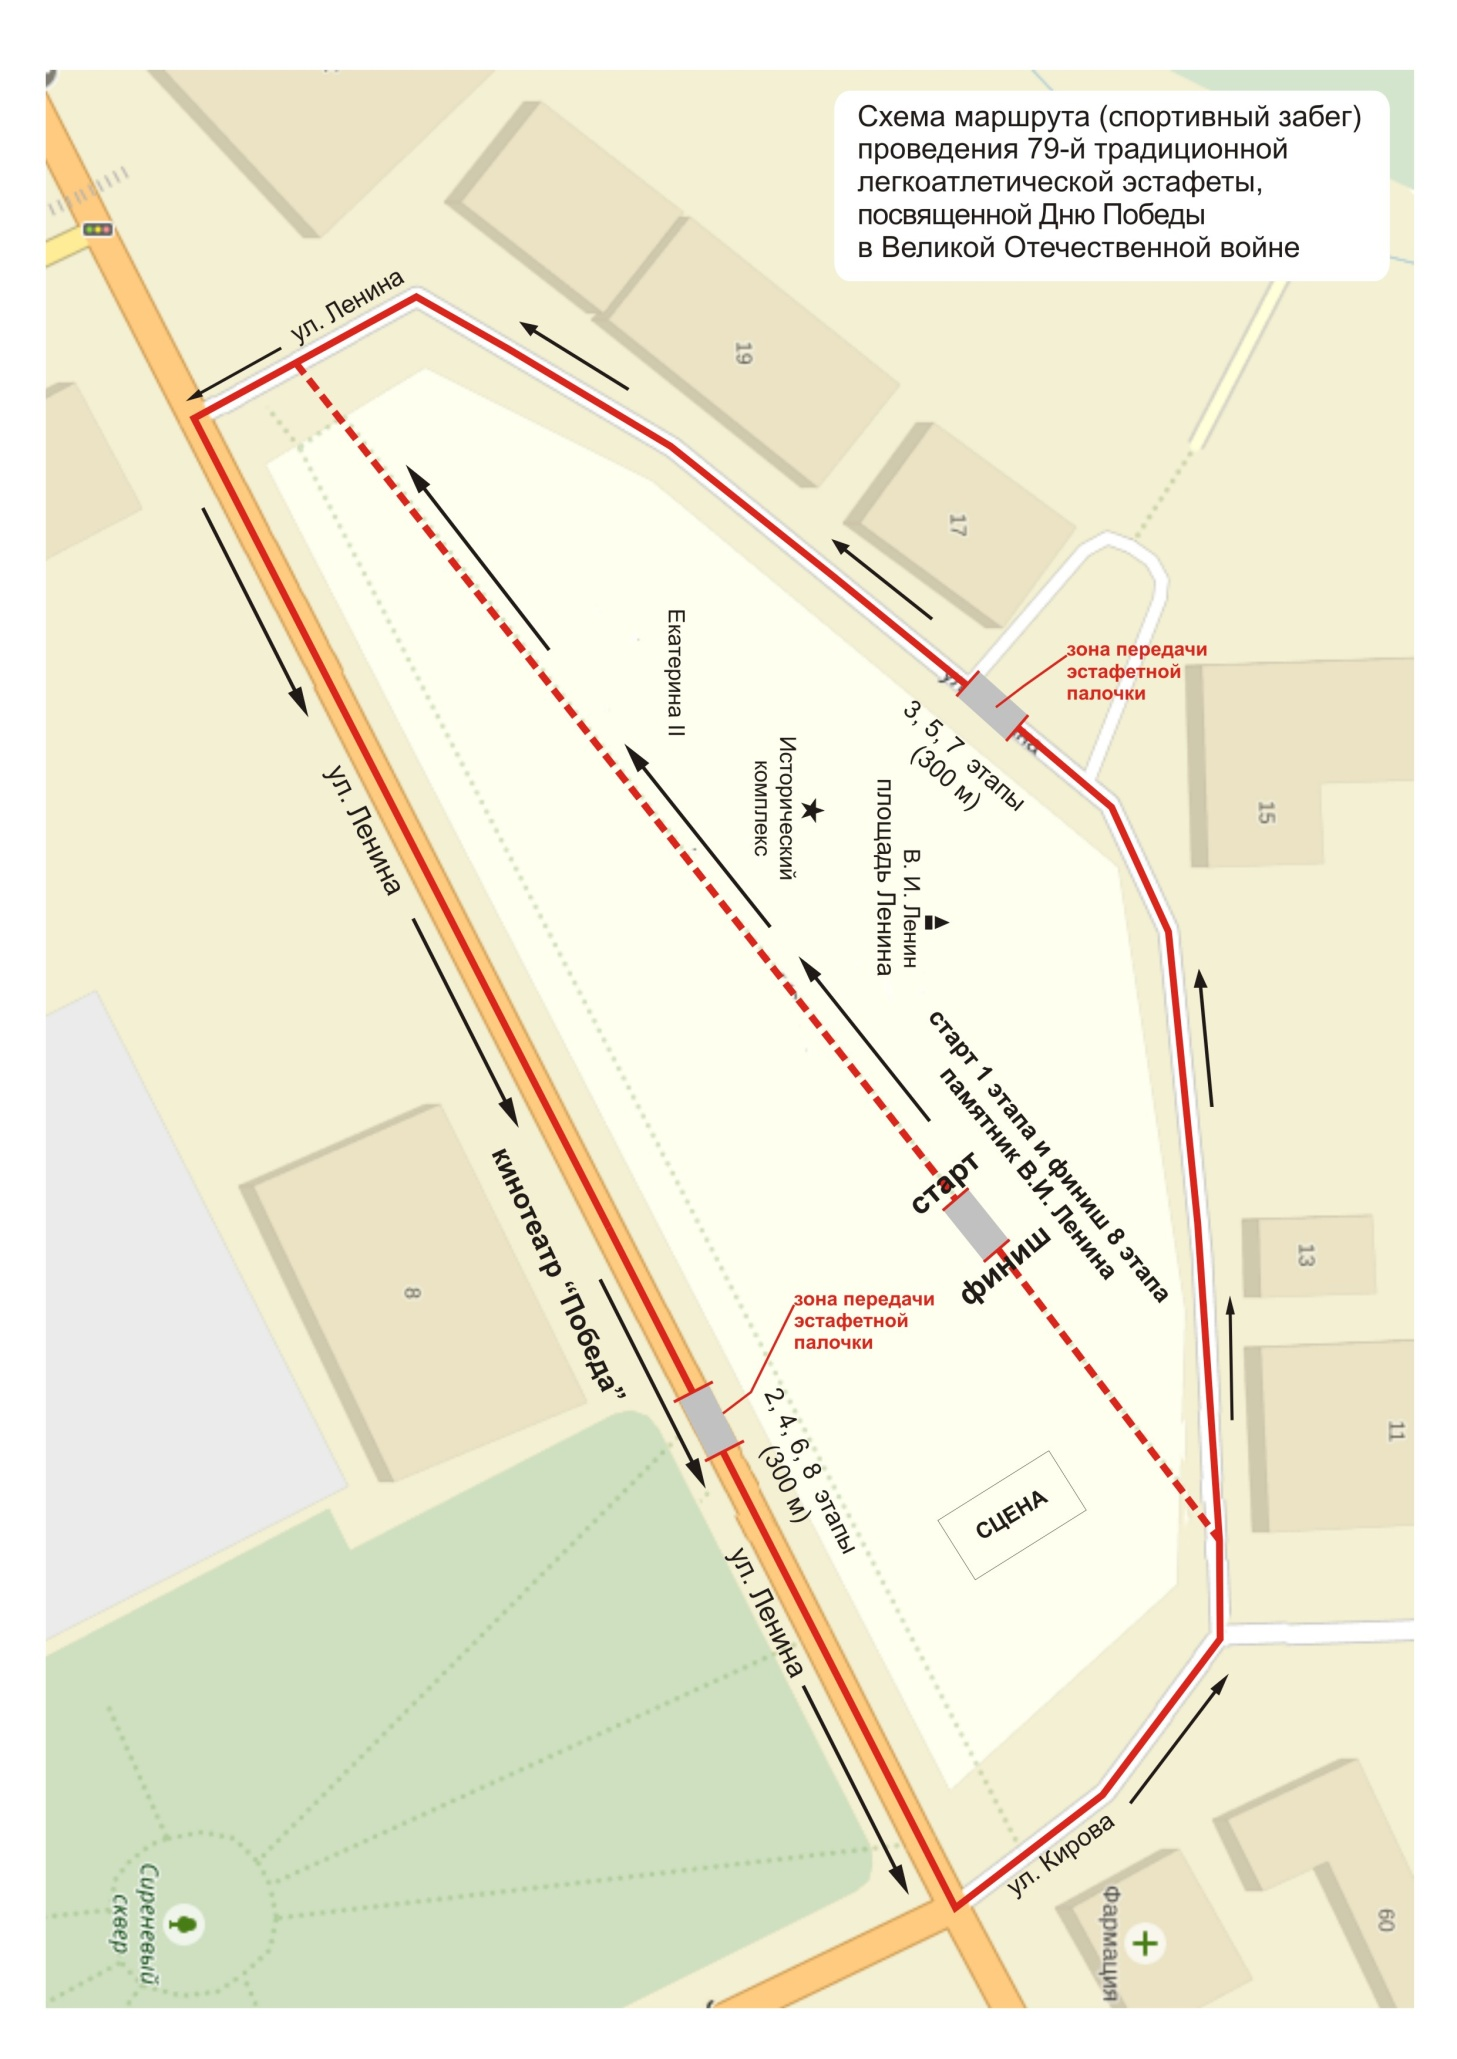 Схема маршрута (спортивный забег)
проведения 79-й традиционной
легкоатлетической эстафеты,
посвященной Дню Победы
в Великой Отечественной войне
ул. Ленина
19
17
зона передачи
эстафетной
палочки
3, 5, 7 этапы
(300 м)
15
Екатерина II
Исторический
комплекс
В. И. Ленин
площадь Ленина
ул. Ленина
старт 1 этапа и финиш 8 этапа
памятник В.И. Ленина
старт
финиш
кинотеатр “Победа”
8
13
зона передачи
эстафетной
палочки
2, 4, 6, 8 этапы
(300 м)
11
СЦЕНА
ул. Ленина
ул. Кирова
Сиреневый
сквер
Фармация
60